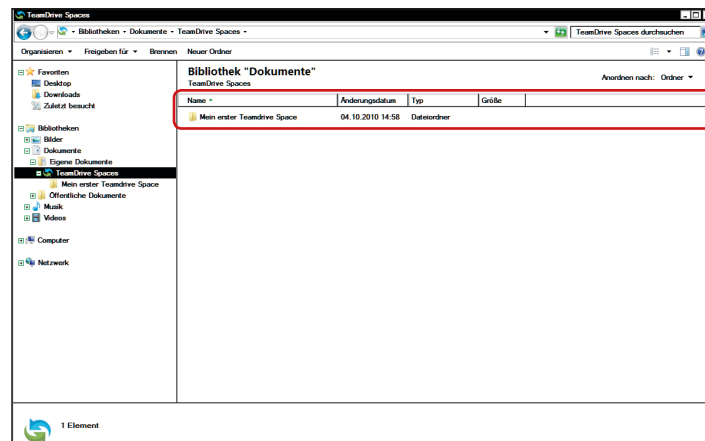 TeamDrive Spaces
Bibliotheken Dokumente TeamDrive Spaces
TeamDrive Spaces durchsuchen
Organisieren Freigeben für Brennen Neuer Ordner
Favoriten
Desktop
Downloads
Zuletzt besucht
Bibliotheken
Bilder
Dokumente
Eigene Dokumente
TeamDrive Spaces
Mein erster Teamdrive Space
Öffentliche Dokumente
Musik
Videos
Computer
Netzwerk
Bibliothek "Dokumente"
TeamDrive Spaces
Anordnen nach: Ordner
Name Änderungsdatum Typ Größe
Mein erster Teamdrive Space 04.10.2010 14:58 Dateiordner
1 Element